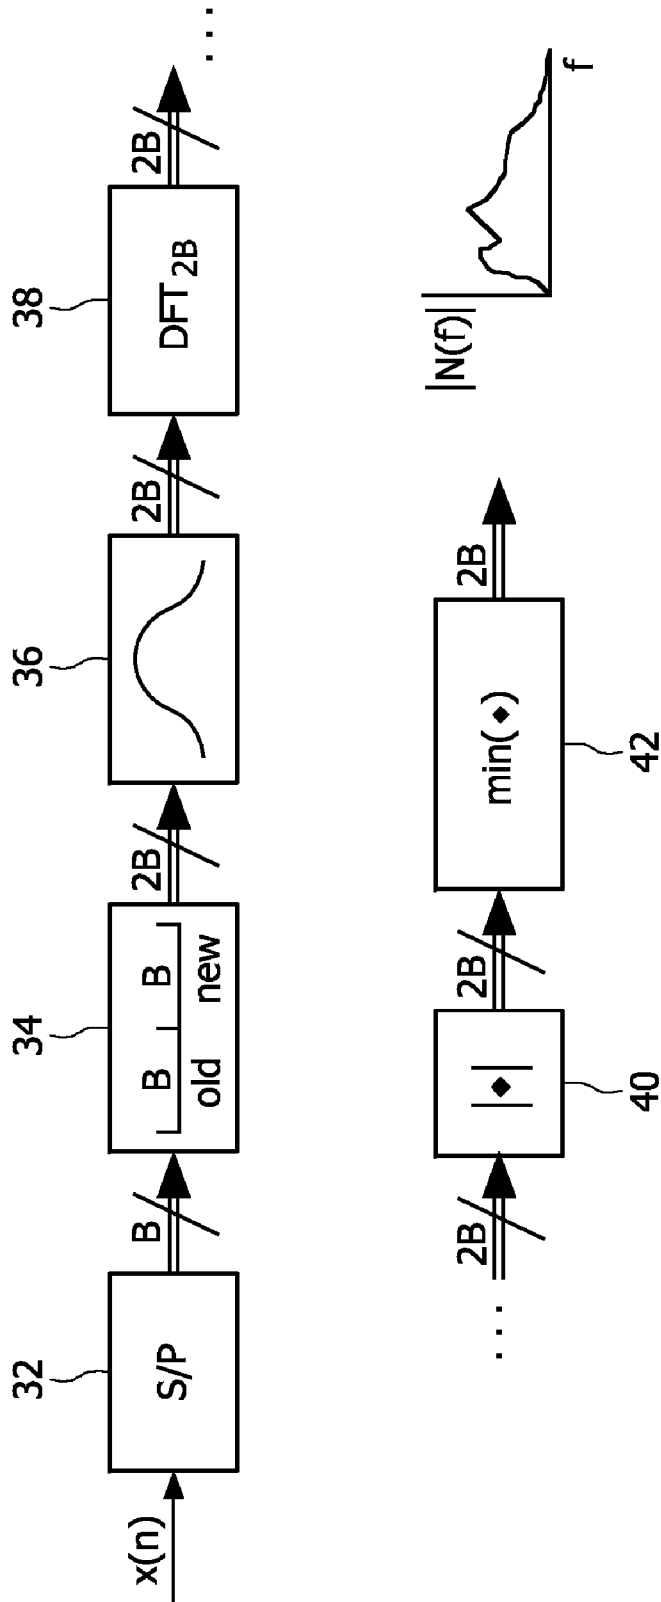 x(n)
32
S/P
B
34
B B
old new
2B
36
2B
38
DFT2B
2B
...
...
2B
40
|◆|
2B
42
min(◆)
2B
|N(f)|
f